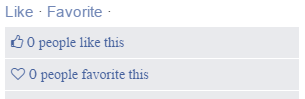 Like · Favorite ·
0 people like this
0 people favorite this